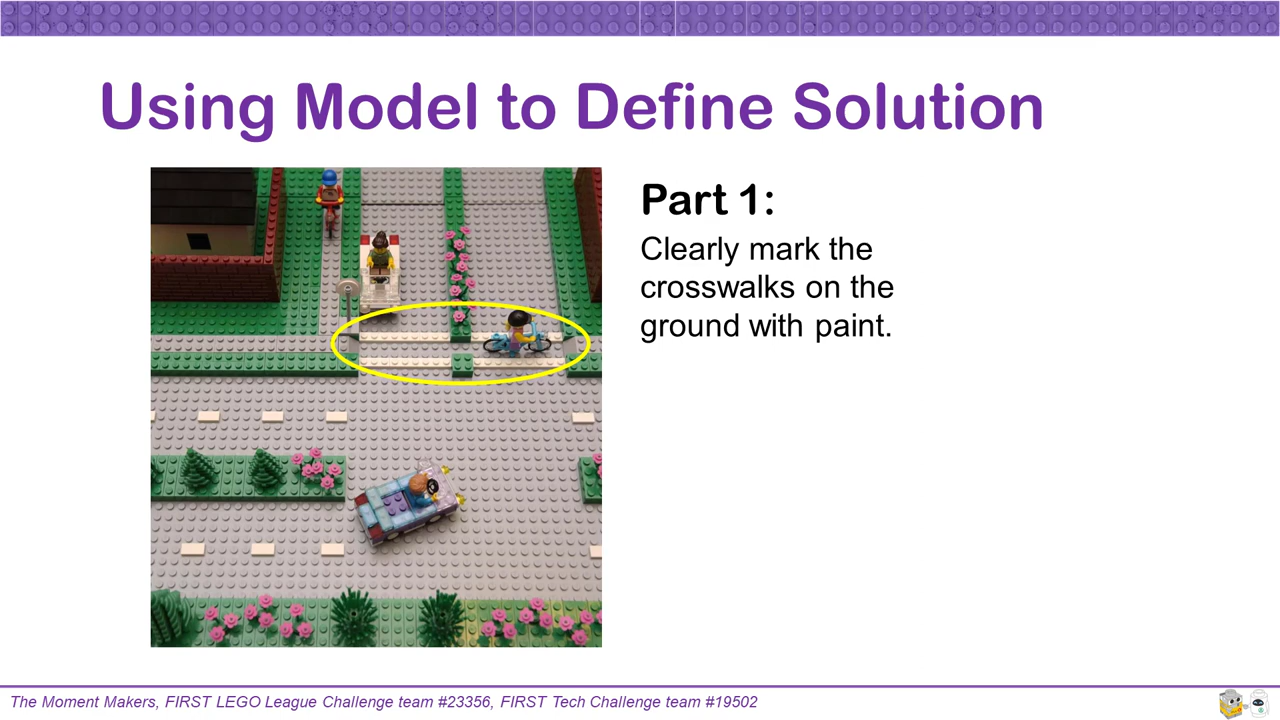 Using Model to Define Solution
Part 1:
Clearly mark the
crosswalks on the
ground with paint.
The Moment Makers, FIRST LEGO League Challenge team #23356, FIRST Tech Challenge team #19502